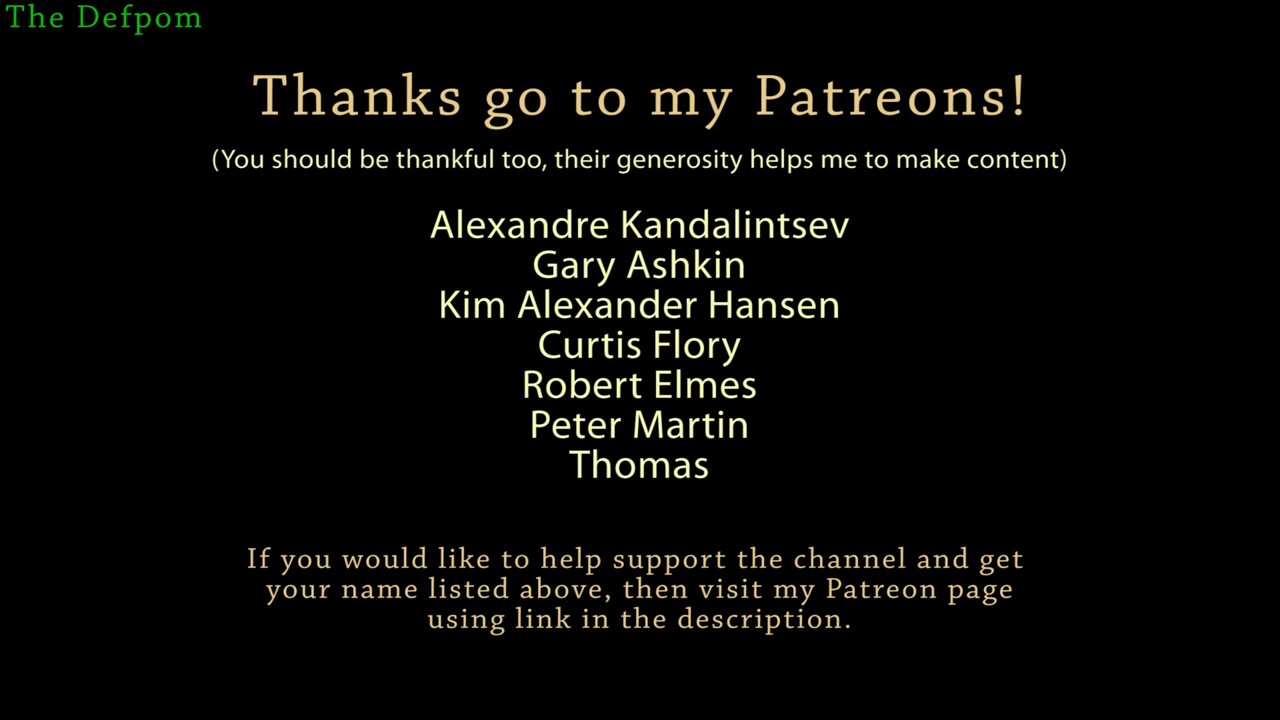 The Defpom
Thanks go to my Patreons!
(You should be thankful too, their generosity helps me to make content)
Alexandre Kandalintsev
Gary Ashkin
Kim Alexander Hansen
Curtis Flory
Robert Elmes
Peter Martin
Thomas
If you would like to help support the channel and get
your name listed above, then visit my Patreon page
using link in the description.